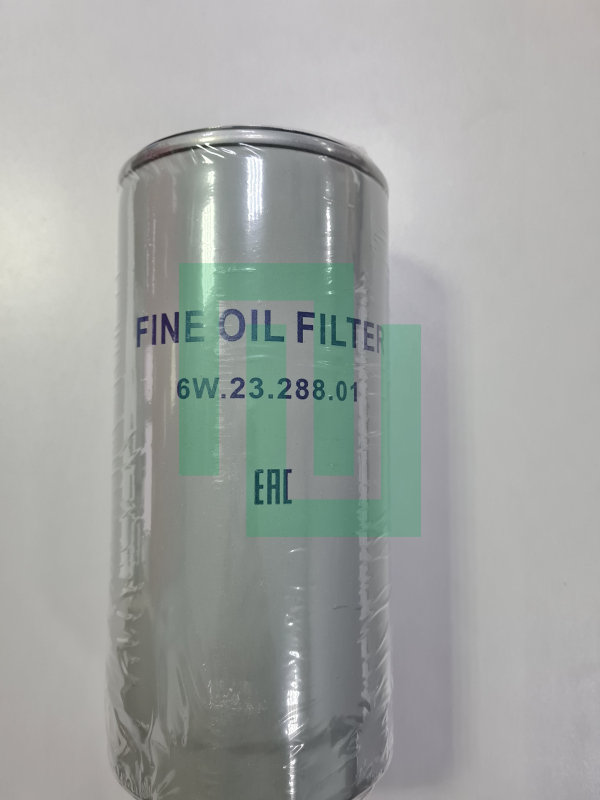 FINE OIL FILTER
6W.23.288.01
EAC